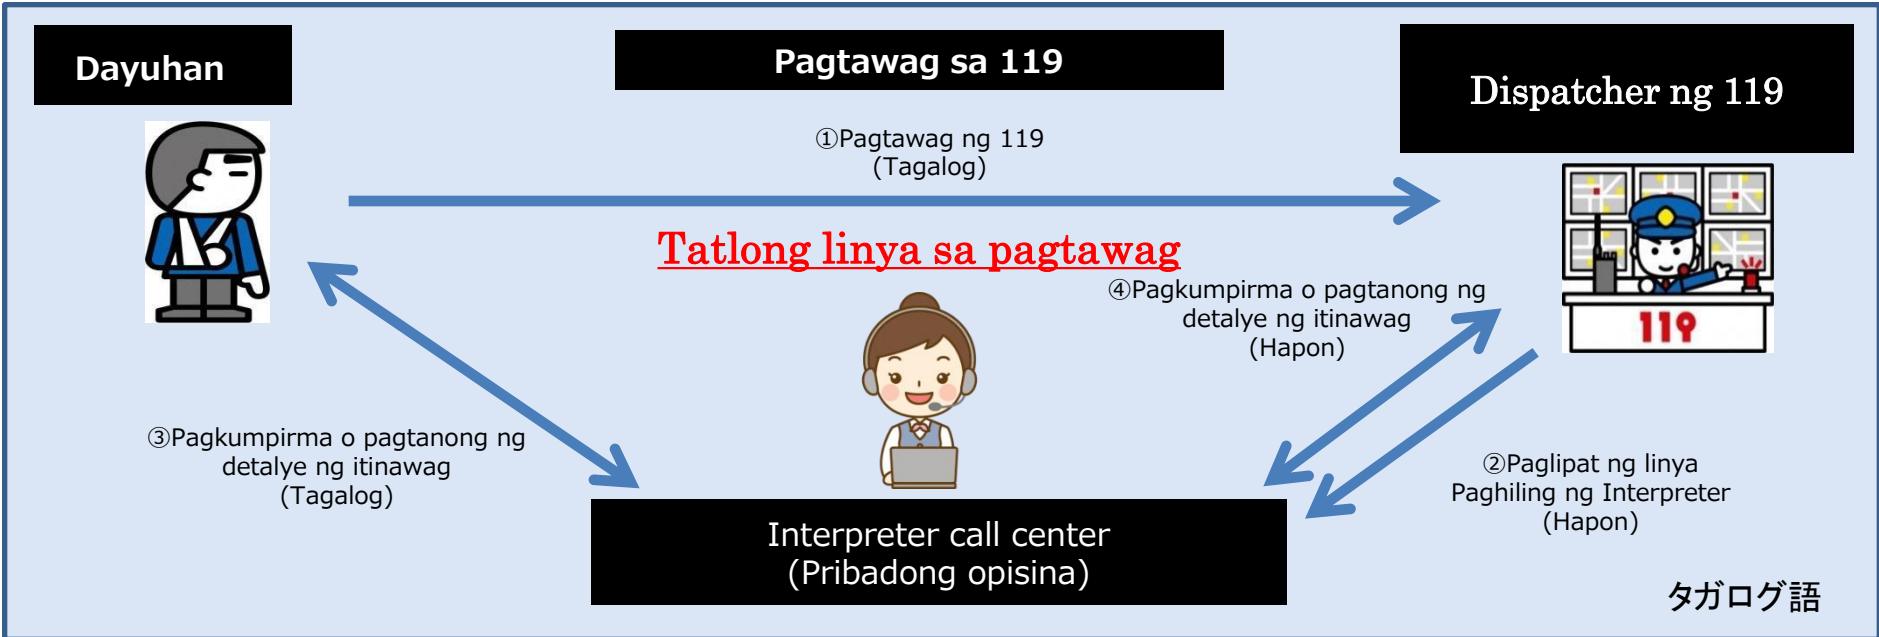 Dayuhan
Pagtawag sa 119
Dispatcher ng 119
①Pagtawag ng 119
(Tagalog)
Tatlong linya sa pagtawag
④Pagkumpirma o pagtanong ng
detalye ng itinawag
(Hapon)
119
③Pagkumpirma o pagtanong ng
detalye ng itinawag
(Tagalog)
②Paglipat ng linya
Paghiling ng Interpreter
(Hapon)
Interpreter call center
(Pribadong opisina)
タガログ語